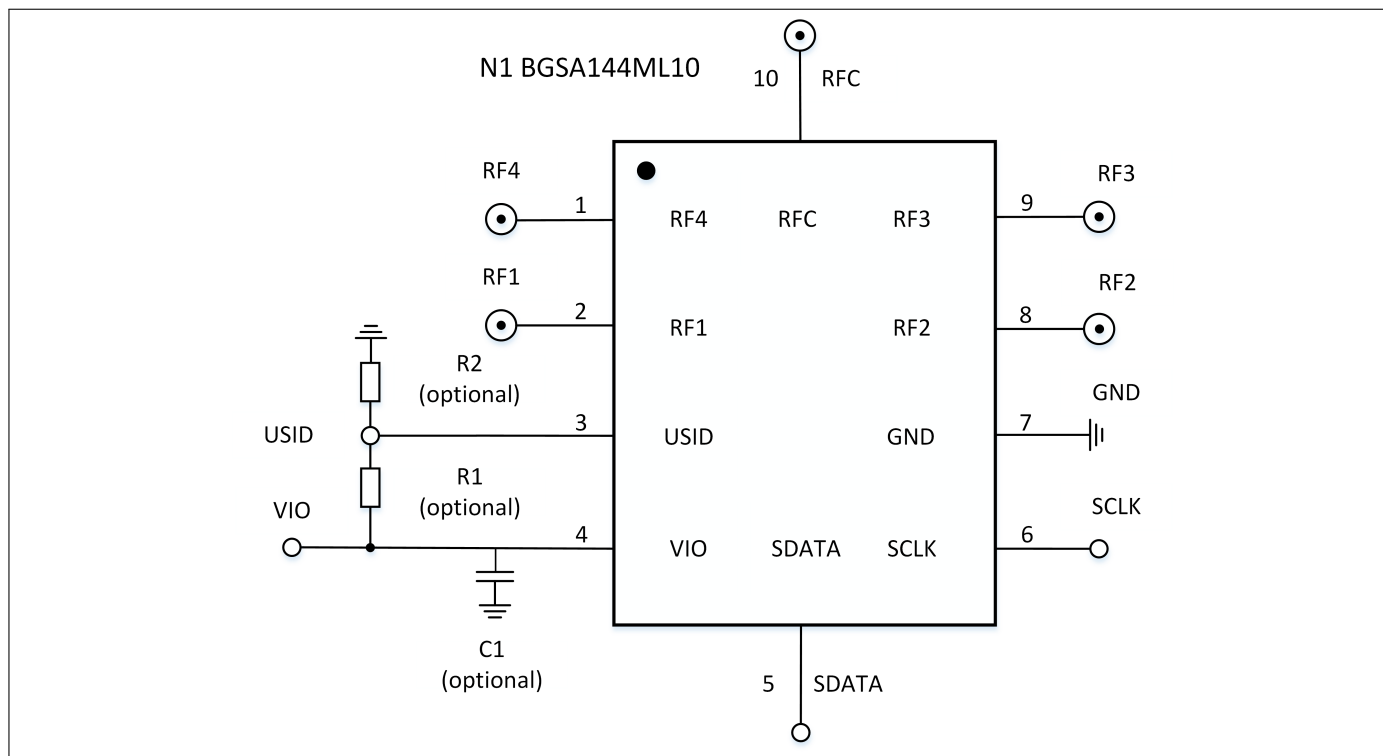 N1 BGSA144ML10
10 RFC
RF4
1
RF4 RFC RF3
9
RF3
RF1
2
RF1 RF2
8
RF2
R2
(optional)
USID
3
USID GND
7
GND
R1
(optional)
VIO
4
VIO SDATA SCLK
6
SCLK
C1
(optional)
5 SDATA